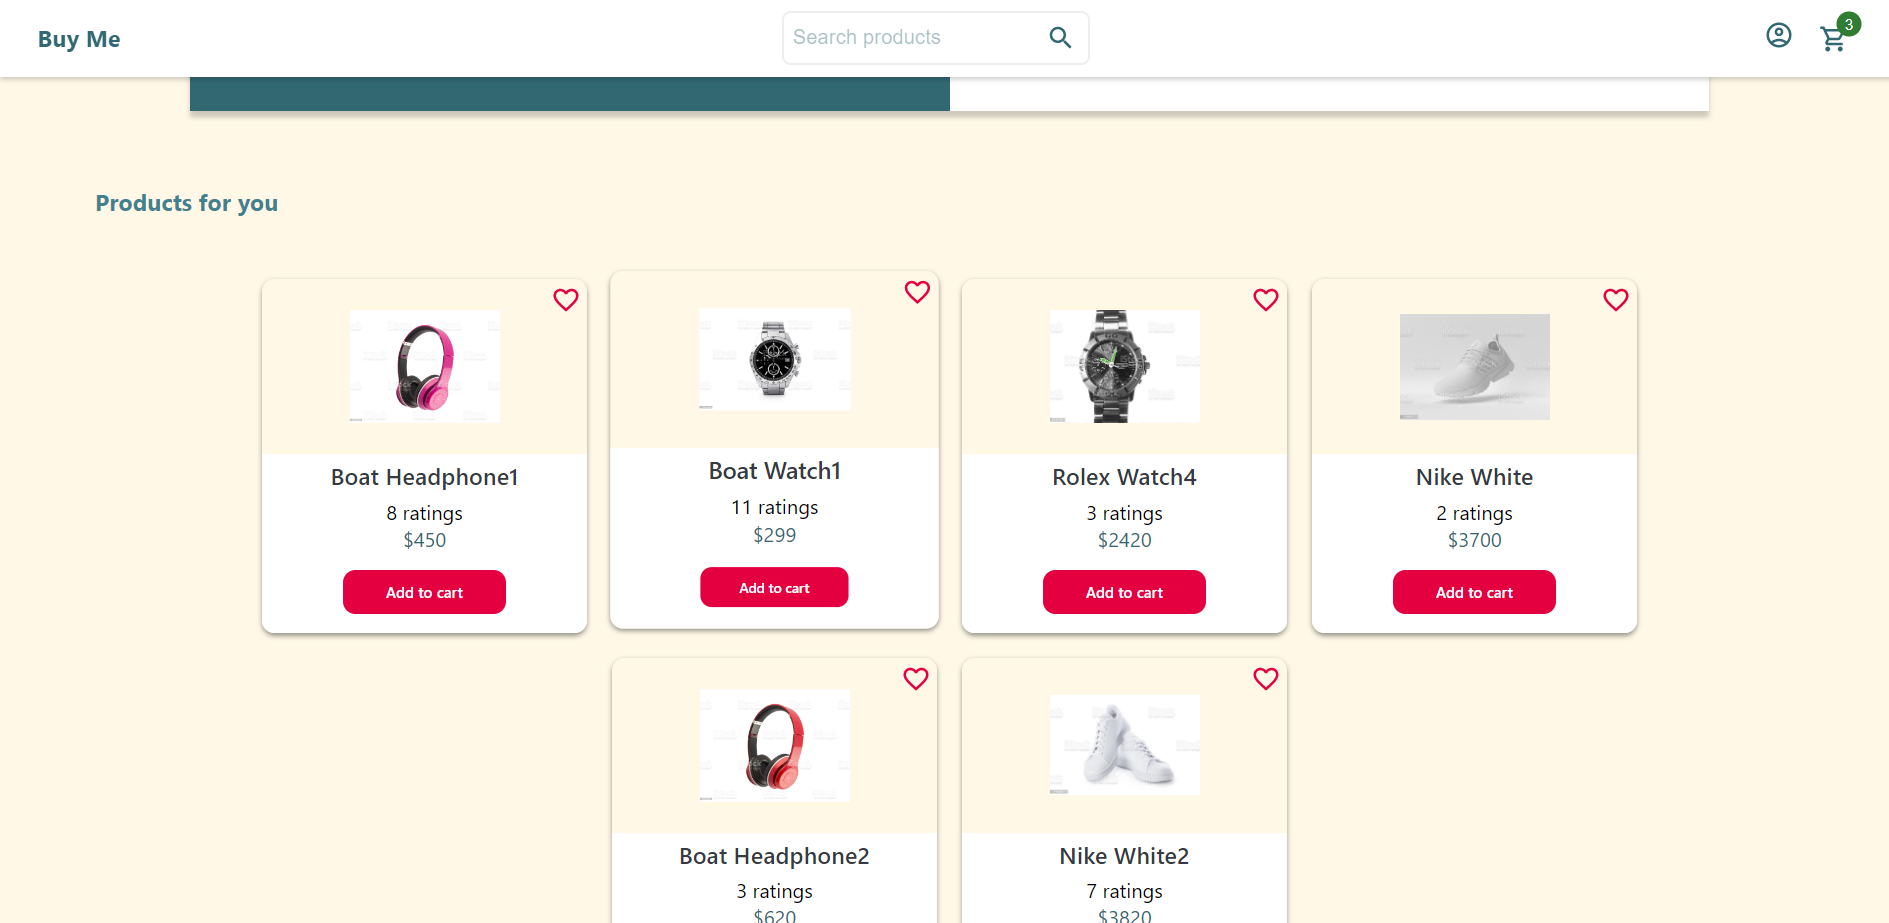 Buy Me
Search products
3
Products for you
Boat Headphone1
8 ratings
$450
Add to cart
Boat Watch1
11 ratings
$299
Add to cart
Rolex Watch4
3 ratings
$2420
Add to cart
Nike White
2 ratings
$3700
Add to cart
Boat Headphone2
3 ratings
$620
Nike White2
7 ratings
$3820